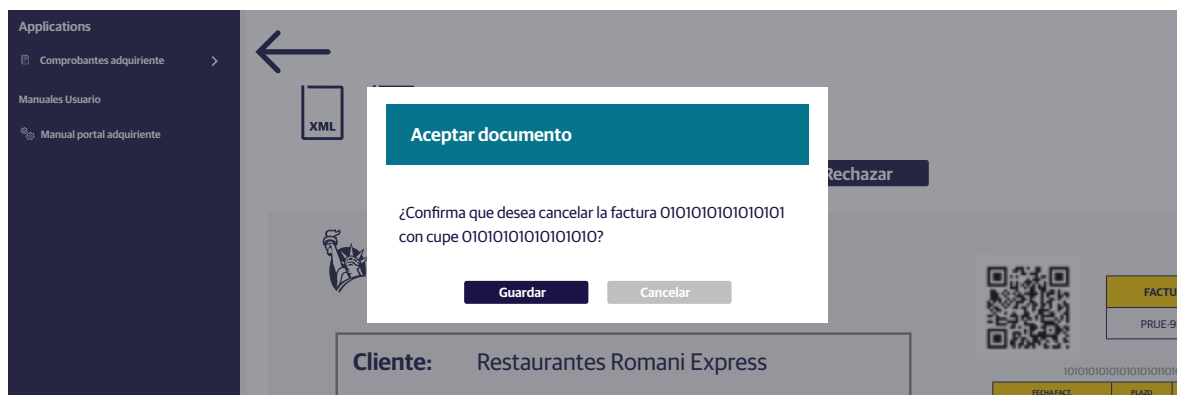 Applications
Comprobantes adquiriente
Manuales Usuario
Manual portal adquiriente
XML
Aceptar documento
Rechazar
¿Confirma que desea cancelar la factura 0101010101010101
con cupe 01010101010101010?
Guardar
Cancelar
FACTU
PRUE-9
Cliente: Restaurantes Romani Express
10101010101010101101
FECHA FACT.
PLAZO